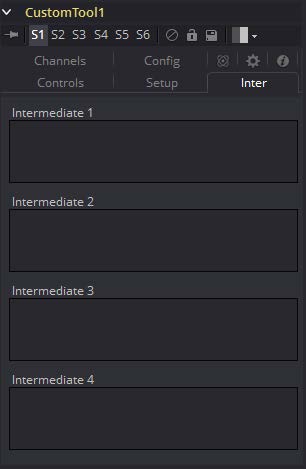 CustomTool1
S1 S2 S3 S4 S5 S6
Channels Config
Controls Setup Inter
Intermediate 1
Intermediate 2
Intermediate 3
Intermediate 4